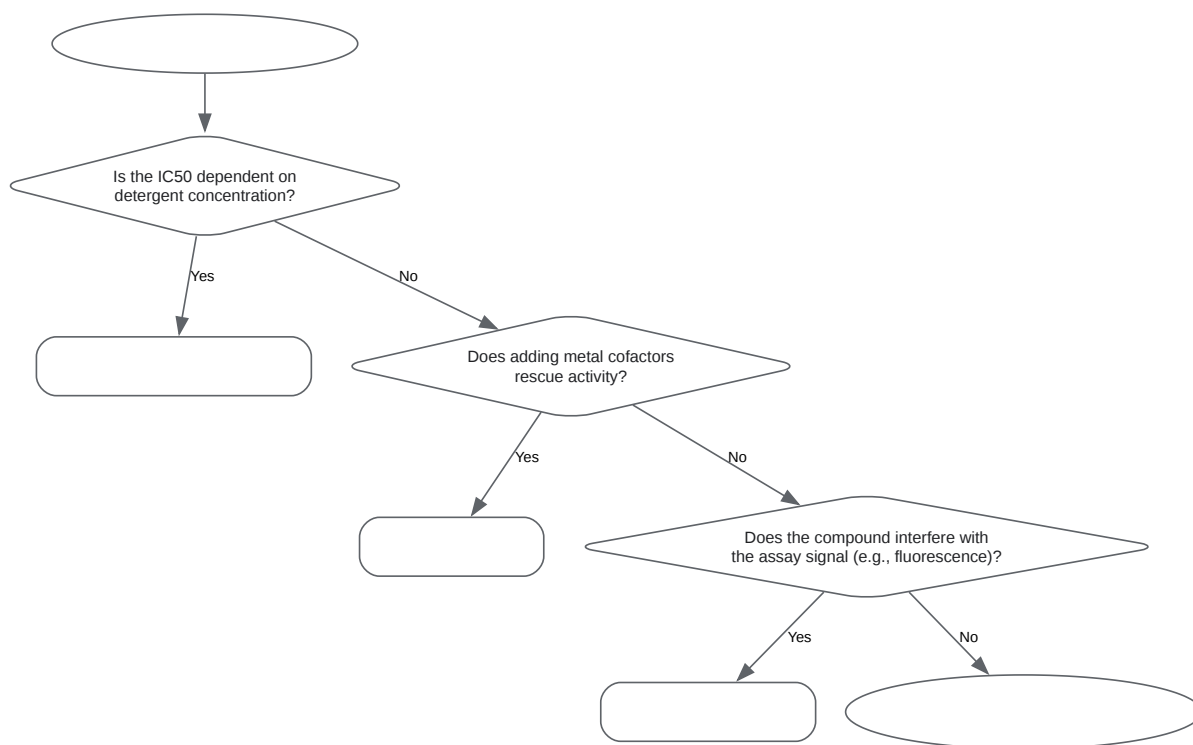 Is the IC50 dependent on
detergent concentration?
Yes
No
Does adding metal cofactors
rescue activity?
Yes
No
Does the compound interfere with
the assay signal (e.g., fluorescence)?
Yes
No